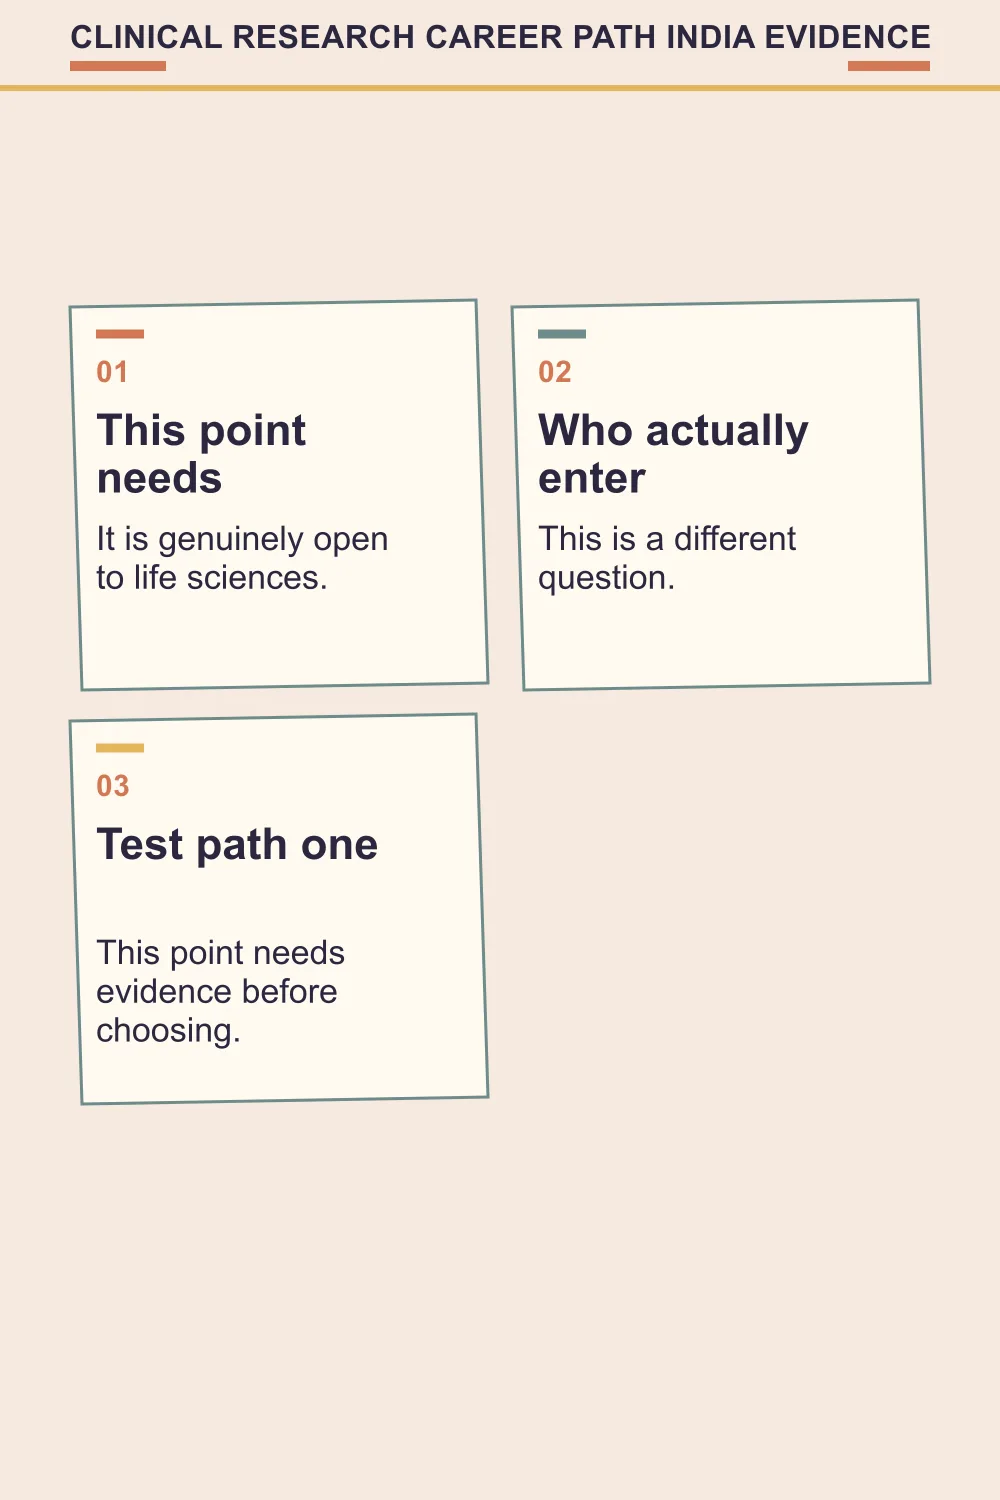 CLINICAL RESEARCH CAREER PATH INDIA EVIDENCE
01
This point
needs
It is genuinely open
to life sciences.
02
Who actually
enter
This is a different
question.
03
Test path one
This point needs
evidence before
choosing.